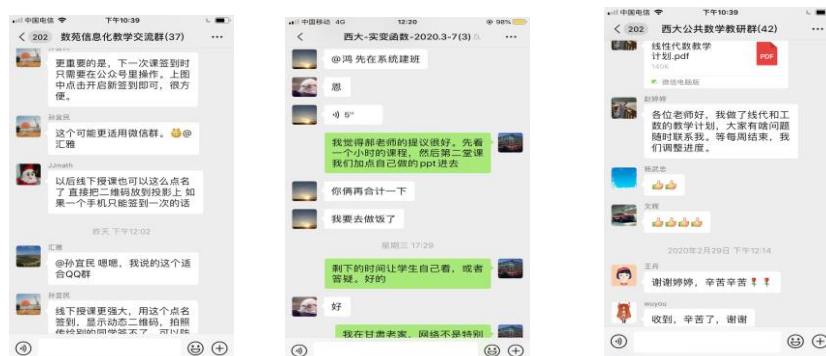 中国电信 下午10:39
202 数苑信息化教学交流群(37)
孙宜民
更重要的是，下一次课签到时
只需要在公众号里操作。上图
中点击开启新签到即可，很方
便。
孙宜民
这个可能更适用微信群。@
汇雅
JJmath
以后线下授课也可以这么点名
了 直接把二维码放到投影上 如
果一个手机只能签到一次的话
昨天 下午12:02
汇雅
@孙宜民 嗯嗯，我说的这个适
合QQ群
孙宜民
线下授课更强大，用这个点名
签到，显示动态二维码，拍照
中国移动 4G 12:20 98%
西大-实变函数-2020.3-7(3)
@鸿 先在系统建班
恩
5"
我觉得郝老师的提议很好。先看
一个小时的课程，然后第二堂课
我们加点自己做的ppt进去
你俩再合计一下
我要去做饭了
星期三 17:29
剩下的时间让学生自己看，或者
答疑。好的
好
我在甘肃老家，网络不是特别
中国电信 下午10:39
202 西大公共数学教研群(42)
线性代数教学
计划.pdf
140K
PDF
微信电脑版
赵婷婷
各位老师好，我做了线代和工
数的教学计划，大家有啥问题
随时联系我。等每周结束，我
们调整进度。
杨武忠
文辉
2020年2月29日 下午12:14
王丹
谢谢婷婷，辛苦辛苦
wuyou
收到，辛苦了，谢谢